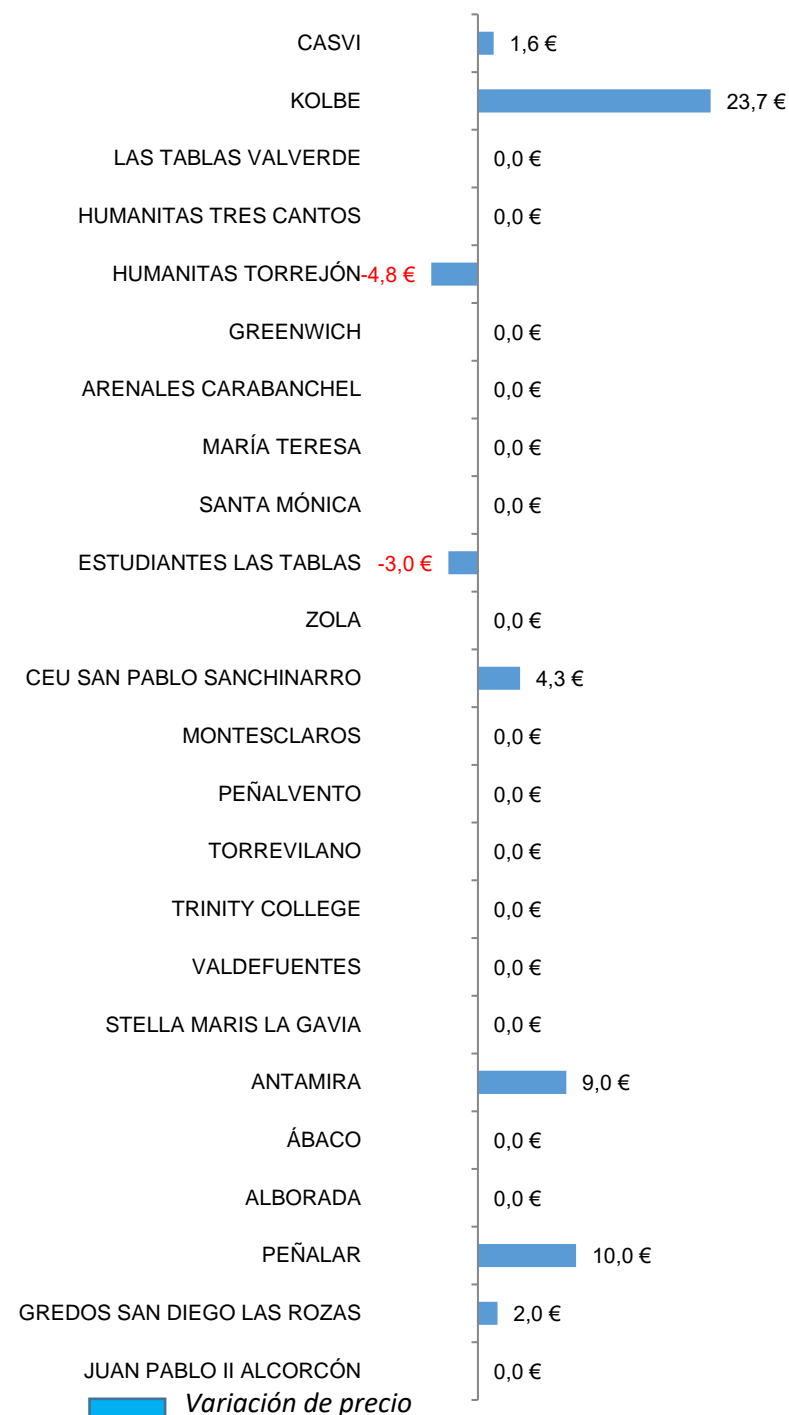 CASVI 1,6 €
KOLBE 23,7 €
LAS TABLAS VALVERDE 0,0 €
HUMANITAS TRES CANTOS 0,0 €
HUMANITAS TORREJÓN -4,8 €
GREENWICH 0,0 €
ARENALES CARABANCHEL 0,0 €
MARÍA TERESA 0,0 €
SANTA MÓNICA 0,0 €
ESTUDIANTES LAS TABLAS -3,0 €
ZOLA 0,0 €
CEU SAN PABLO SANCHINARRO 4,3 €
MONTESCLAROS 0,0 €
PEÑALVENTO 0,0 €
TORREVILANO 0,0 €
TRINITY COLLEGE 0,0 €
VALDEFUENTES 0,0 €
STELLA MARIS LA GAVIA 0,0 €
ANTAMIRA 9,0 €
ÁBACO 0,0 €
ALBORADA 0,0 €
PEÑALAR 10,0 €
GREDOS SAN DIEGO LAS ROZAS 2,0 €
JUAN PABLO II ALCORCÓN 0,0 €
Variación de precio